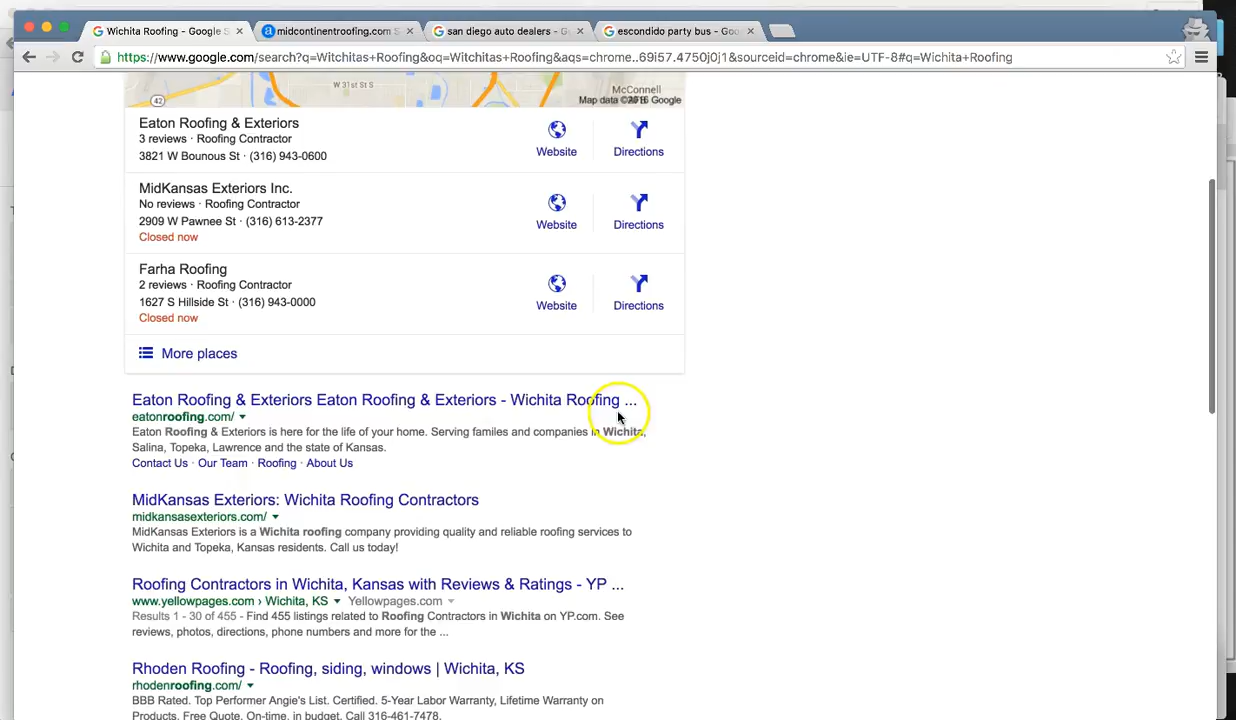 Wichita Roofing - Google S
midcontinentroofing.com S
san diego auto dealers - G
escondido party bus - Goo
https://www.google.com/search?q=Witchitas+Roofing&oq=Witchitas+Roofing&aqs=chrome..69i57.4750j0j1&sourceid=chrome&ie=UTF-8#q=Wichita+Roofing
W 31st St S
McConnell
42
Map data ©2016 Google
Eaton Roofing & Exteriors
3 reviews · Roofing Contractor
3821 W Bounous St · (316) 943-0600
Website
Directions
MidKansas Exteriors Inc.
No reviews · Roofing Contractor
2909 W Pawnee St · (316) 613-2377
Closed now
Website
Directions
Farha Roofing
2 reviews · Roofing Contractor
1627 S Hillside St · (316) 943-0000
Closed now
Website
Directions
More places
Eaton Roofing & Exteriors Eaton Roofing & Exteriors - Wichita Roofing ...
eatonroofing.com/
Eaton Roofing & Exteriors is here for the life of your home. Serving familes and companies in Wichita,
Salina, Topeka, Lawrence and the state of Kansas.
Contact Us · Our Team · Roofing · About Us
MidKansas Exteriors: Wichita Roofing Contractors
midkansasexteriors.com/
MidKansas Exteriors is a Wichita roofing company providing quality and reliable roofing services to
Wichita and Topeka, Kansas residents. Call us today!
Roofing Contractors in Wichita, Kansas with Reviews & Ratings - YP ...
www.yellowpages.com › Wichita, KS Yellowpages.com
Results 1 - 30 of 455 - Find 455 listings related to Roofing Contractors in Wichita on YP.com. See
reviews, photos, directions, phone numbers and more for the ...
Rhoden Roofing - Roofing, siding, windows | Wichita, KS
rhodenroofing.com/
BBB Rated. Top Performer Angie's List. Certified. 5-Year Labor Warranty, Lifetime Warranty on
Products. Free Quote. On-time, in budget. Call 316-461-7478.